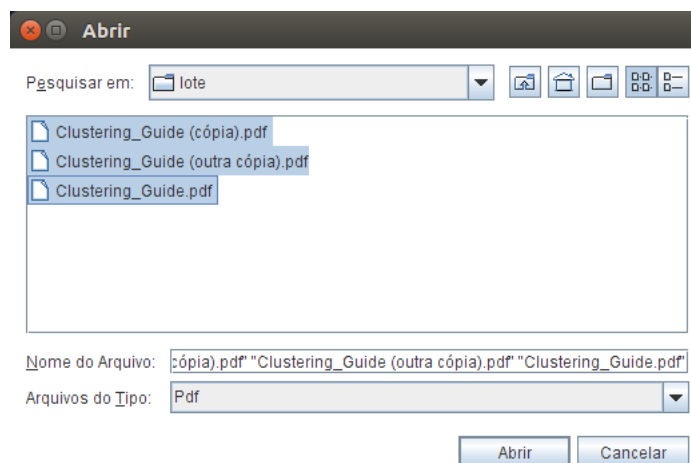 Abrir
Pesquisar em: lote
Clustering_Guide (cópia).pdf
Clustering_Guide (outra cópia).pdf
Clustering_Guide.pdf
Nome do Arquivo: cópia).pdf" "Clustering_Guide (outra cópia).pdf" "Clustering_Guide.pdf"
Arquivos do Tipo: Pdf
Abrir Cancelar